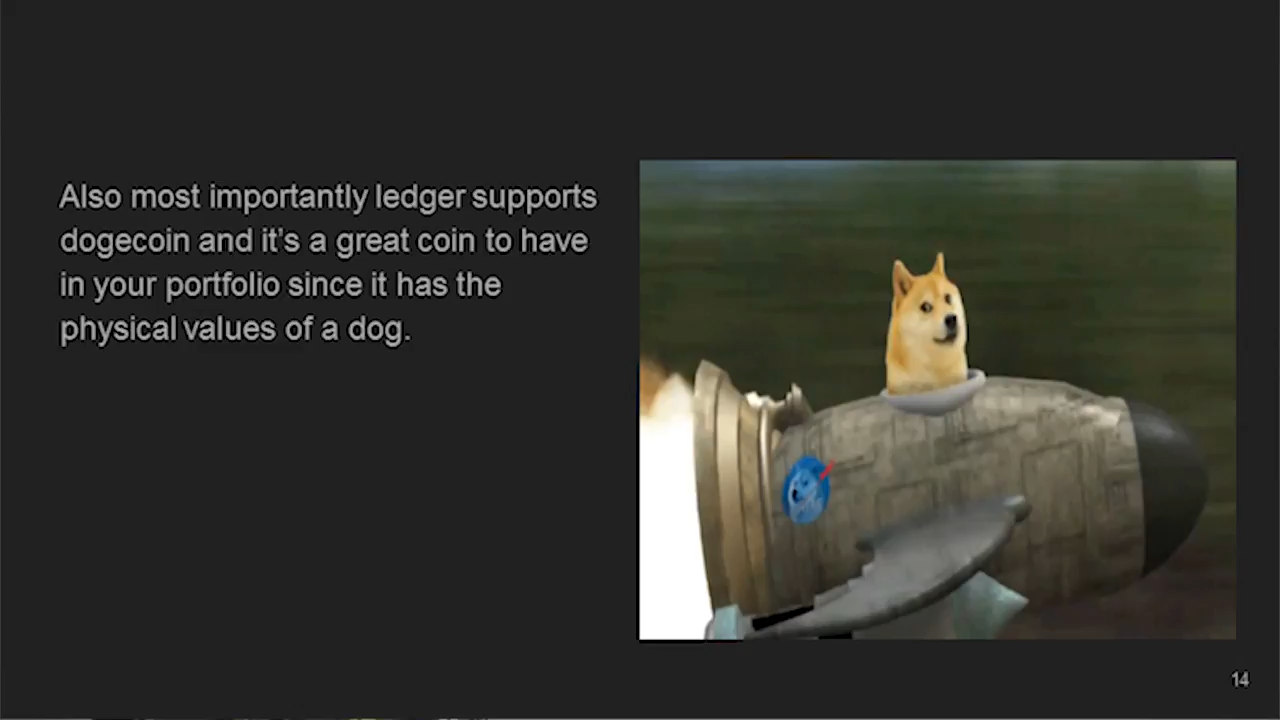 Also most importantly ledger supports
dogecoin and it's a great coin to have
in your portfolio since it has the
physical values of a dog.
14